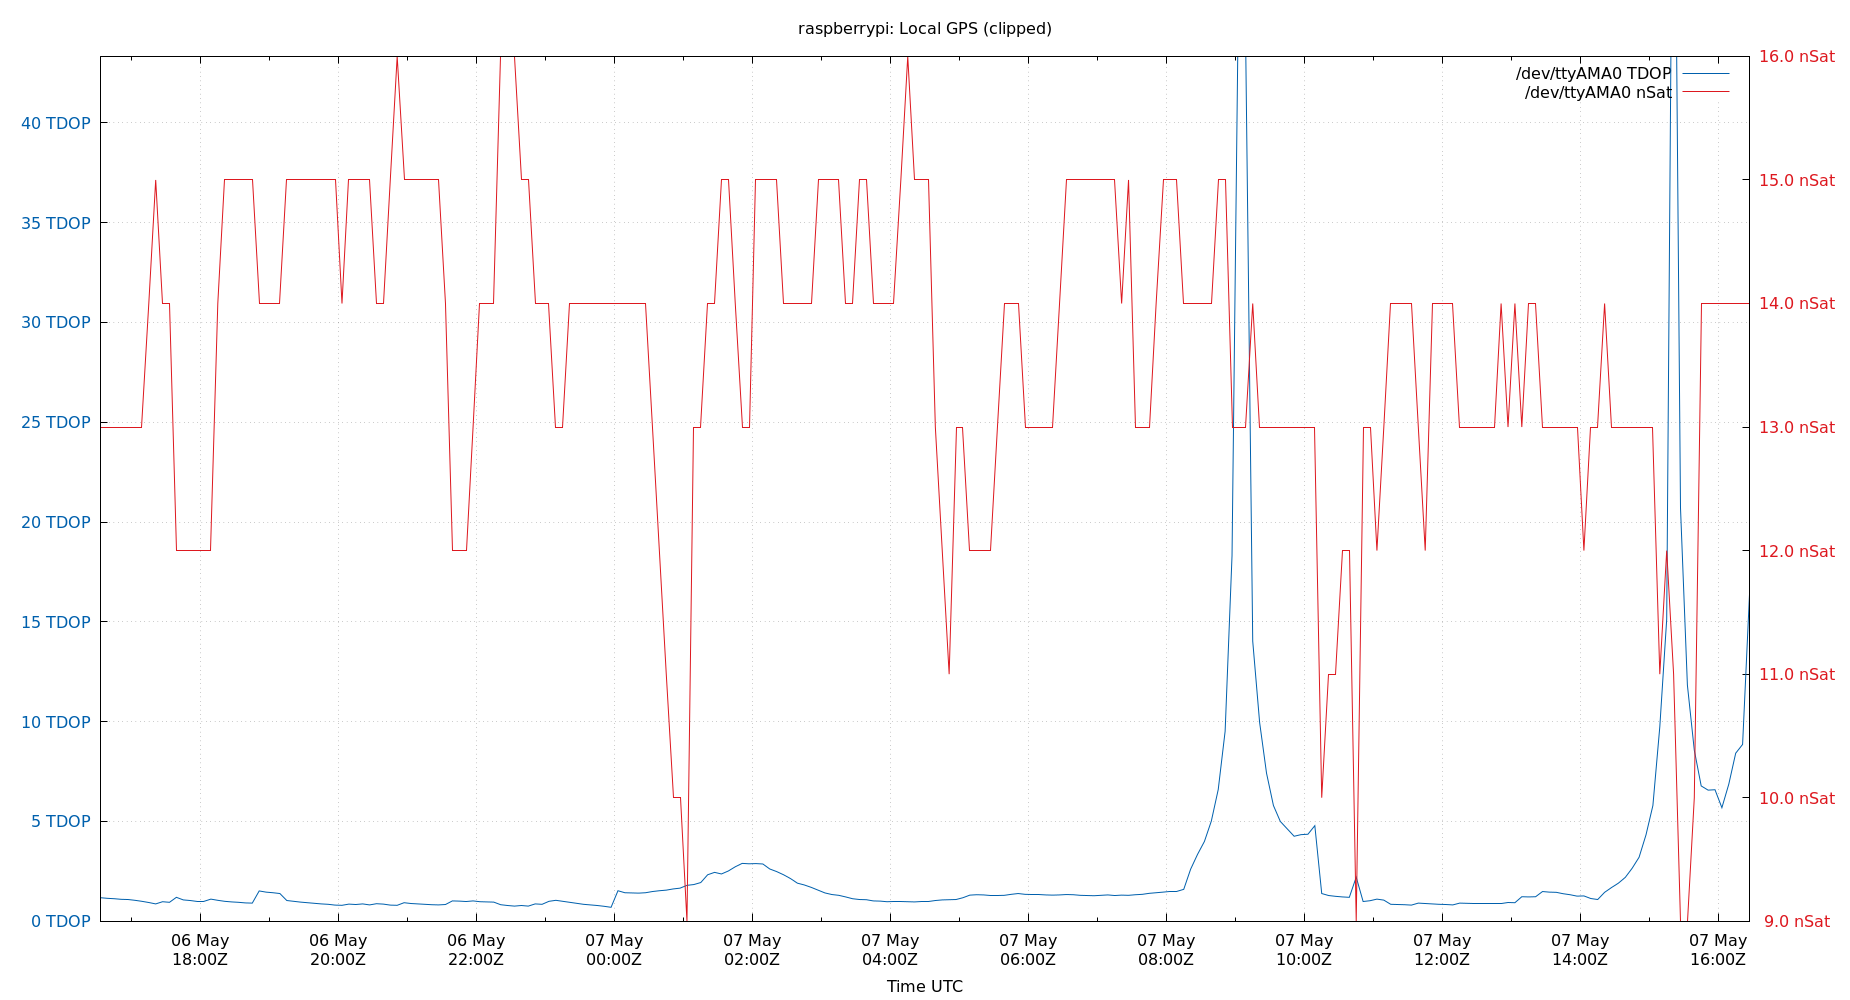 raspberrypi: Local GPS (clipped)
/dev/ttyAMA0 TDOP
/dev/ttyAMA0 nSat
40 TDOP
35 TDOP
30 TDOP
25 TDOP
20 TDOP
15 TDOP
10 TDOP
5 TDOP
0 TDOP
16.0 nSat
15.0 nSat
14.0 nSat
13.0 nSat
12.0 nSat
11.0 nSat
10.0 nSat
9.0 nSat
06 May
18:00Z
06 May
20:00Z
06 May
22:00Z
07 May
00:00Z
07 May
02:00Z
07 May
04:00Z
07 May
06:00Z
07 May
08:00Z
07 May
10:00Z
07 May
12:00Z
07 May
14:00Z
07 May
16:00Z
Time UTC